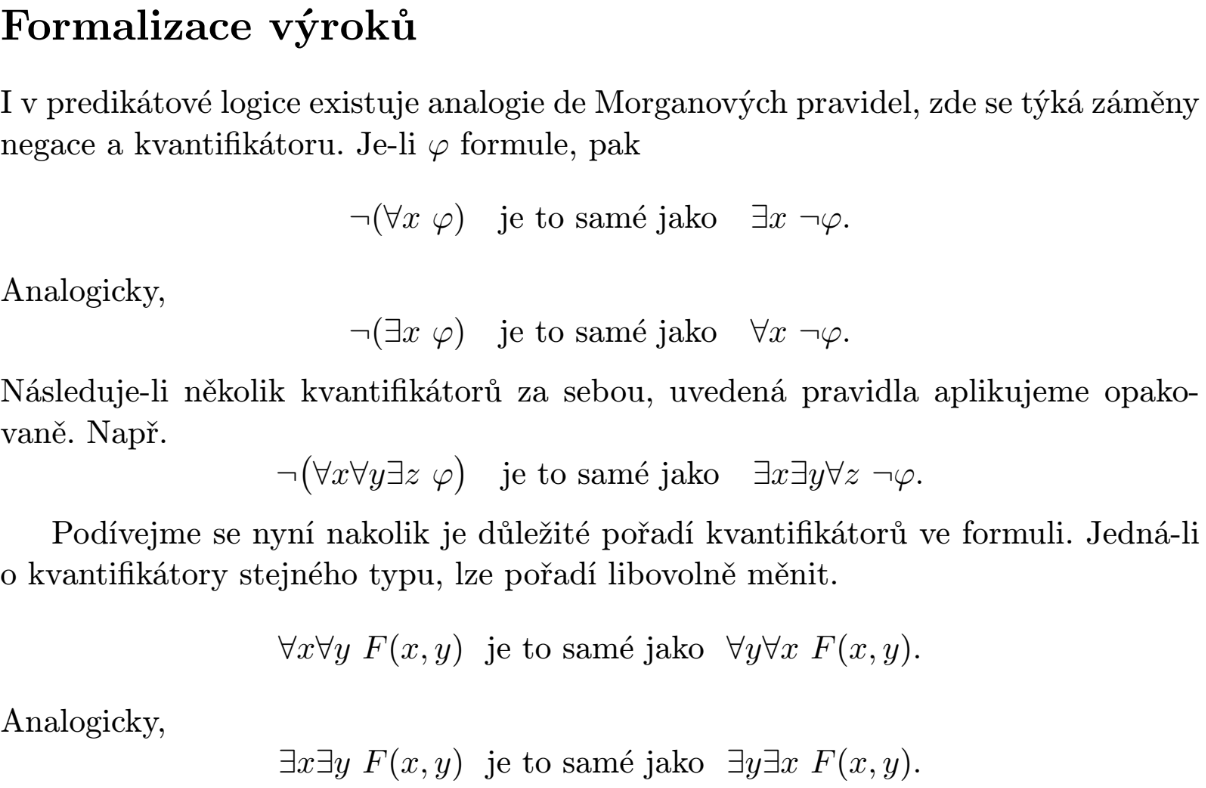 Formalizace výroků
I v predikátové logice existuje analogie de Morganových pravidel, zde se týká záměny
negace a kvantifikátoru. Je-li φ formule, pak
¬(∀x φ) je to samé jako ∃x ¬φ.
Analogicky,
¬(∃x φ) je to samé jako ∀x ¬φ.
Následuje-li několik kvantifikátorů za sebou, uvedená pravidla aplikujeme opako-
vaně. Např.
¬(∀x∀y∃z φ) je to samé jako ∃x∃y∀z ¬φ.
Podívejme se nyní nakolik je důležité pořadí kvantifikátorů ve formuli. Jedná-li
o kvantifikátory stejného typu, lze pořadí libovolně měnit.
∀x∀y F(x, y) je to samé jako ∀y∀x F(x, y).
Analogicky,
∃x∃y F(x, y) je to samé jako ∃y∃x F(x, y).